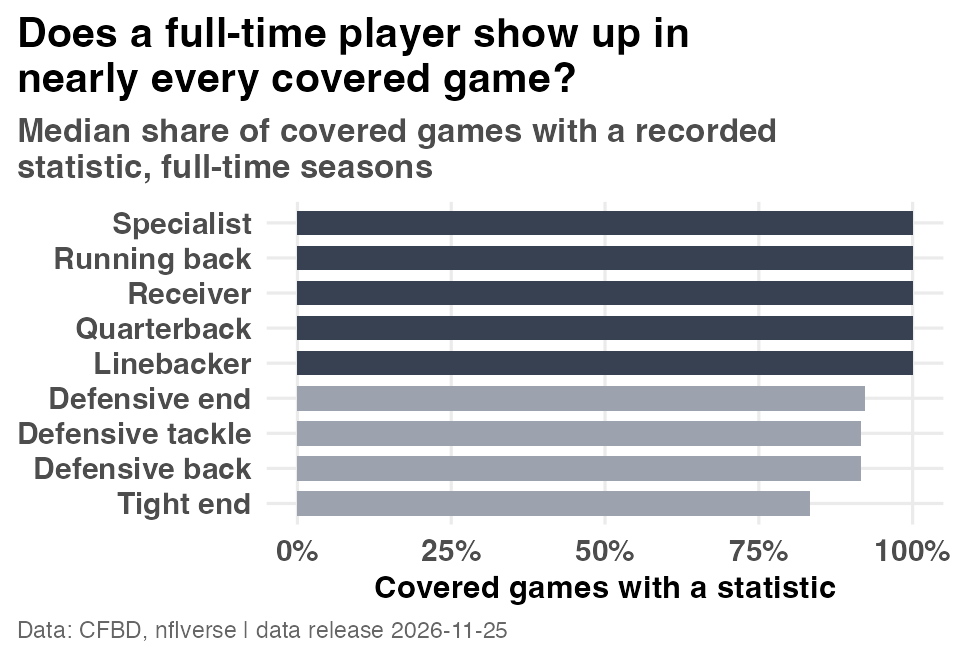 Does a full-time player show up in
nearly every covered game?
Median share of covered games with a recorded
statistic, full-time seasons
Specialist
Running back
Receiver
Quarterback
Linebacker
Defensive end
Defensive tackle
Defensive back
Tight end
0% 25% 50% 75% 100%
Covered games with a statistic
Data: CFBD, nflverse | data release 2026-11-25